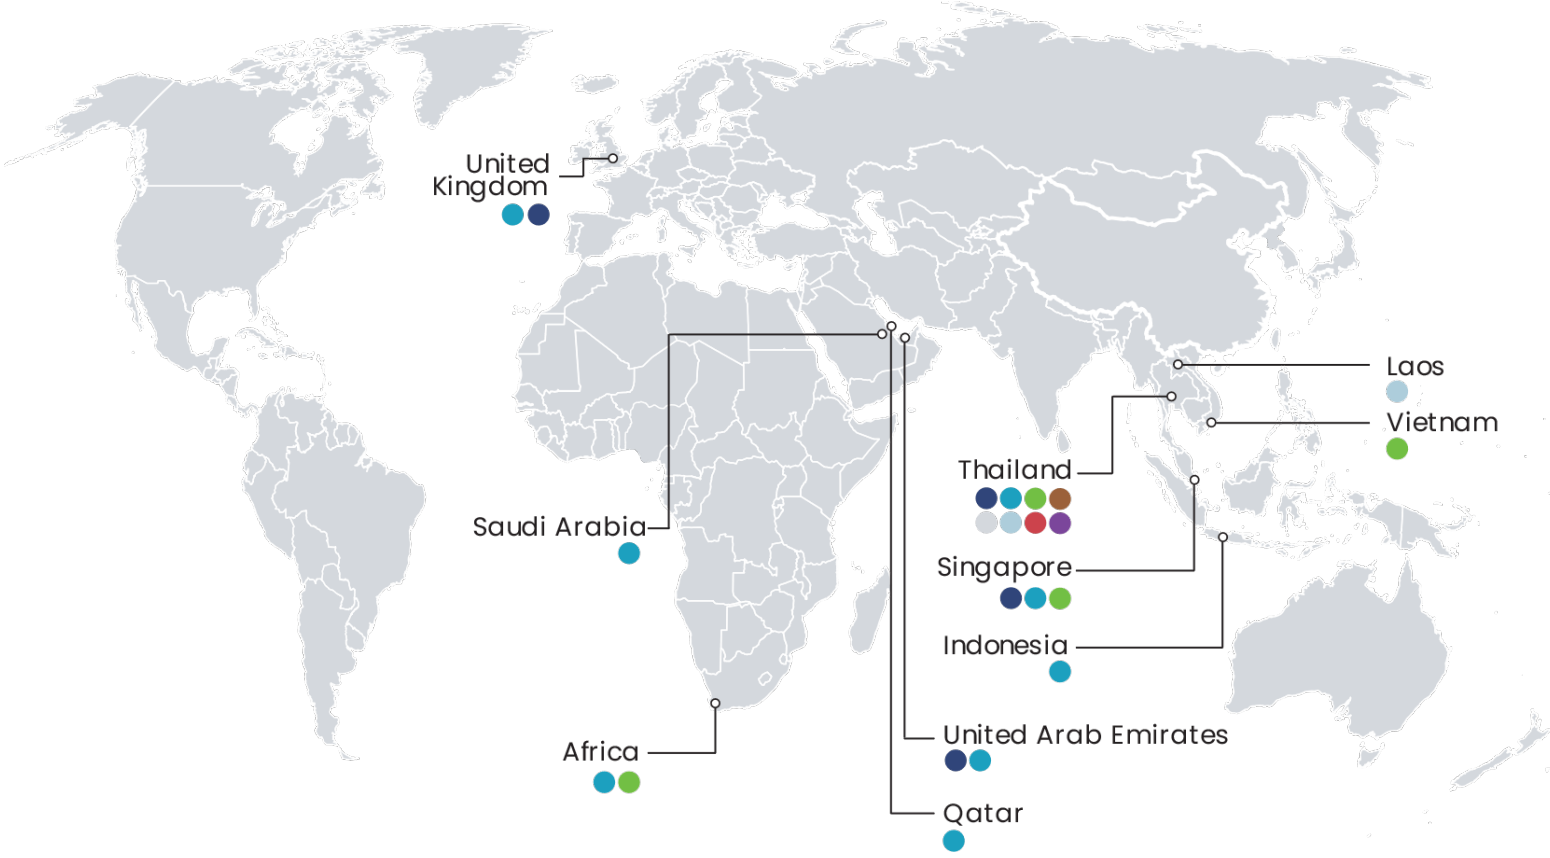 United
Kingdom
Laos
Vietnam
Thailand
Saudi Arabia
Singapore
Indonesia
United Arab Emirates
Africa
Qatar